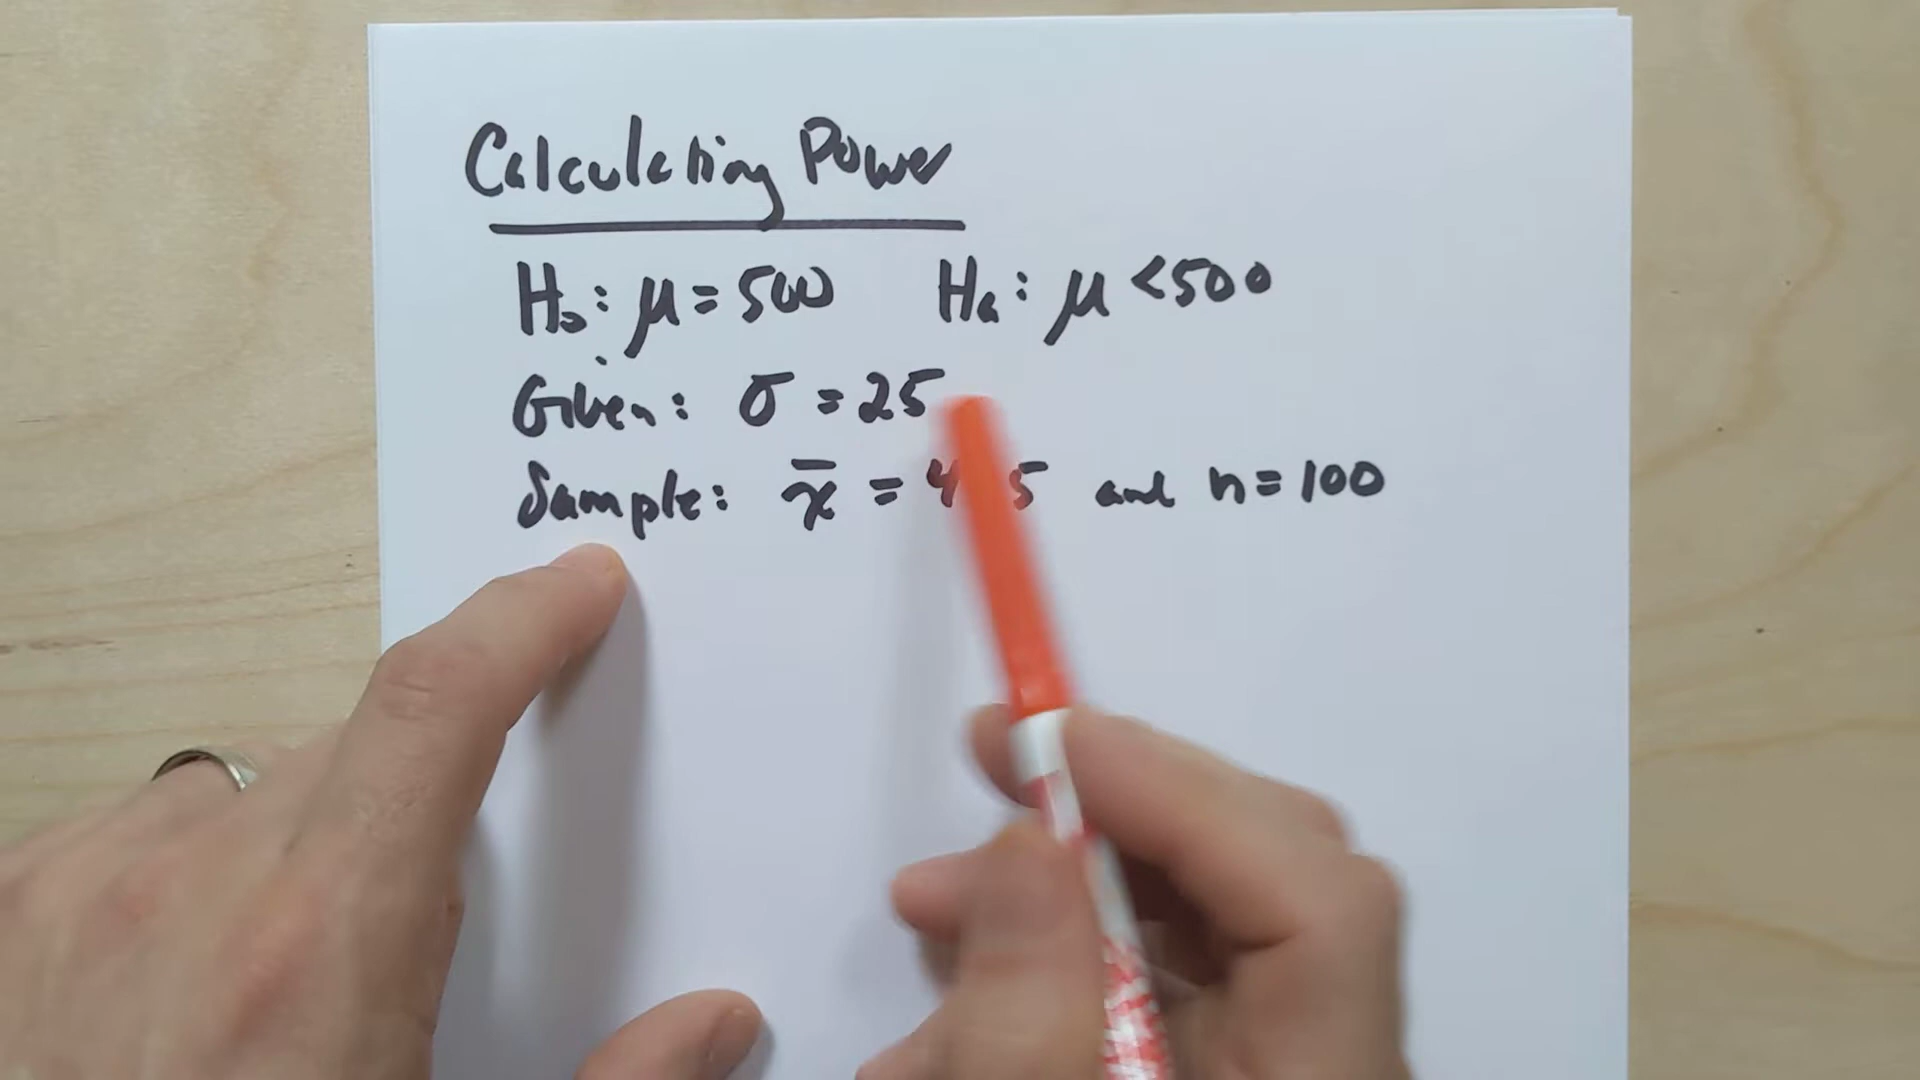 Calculating Power
H₀: μ = 500 Hₐ: μ < 500
Given: σ = 25
Sample: x̄ = and n = 100